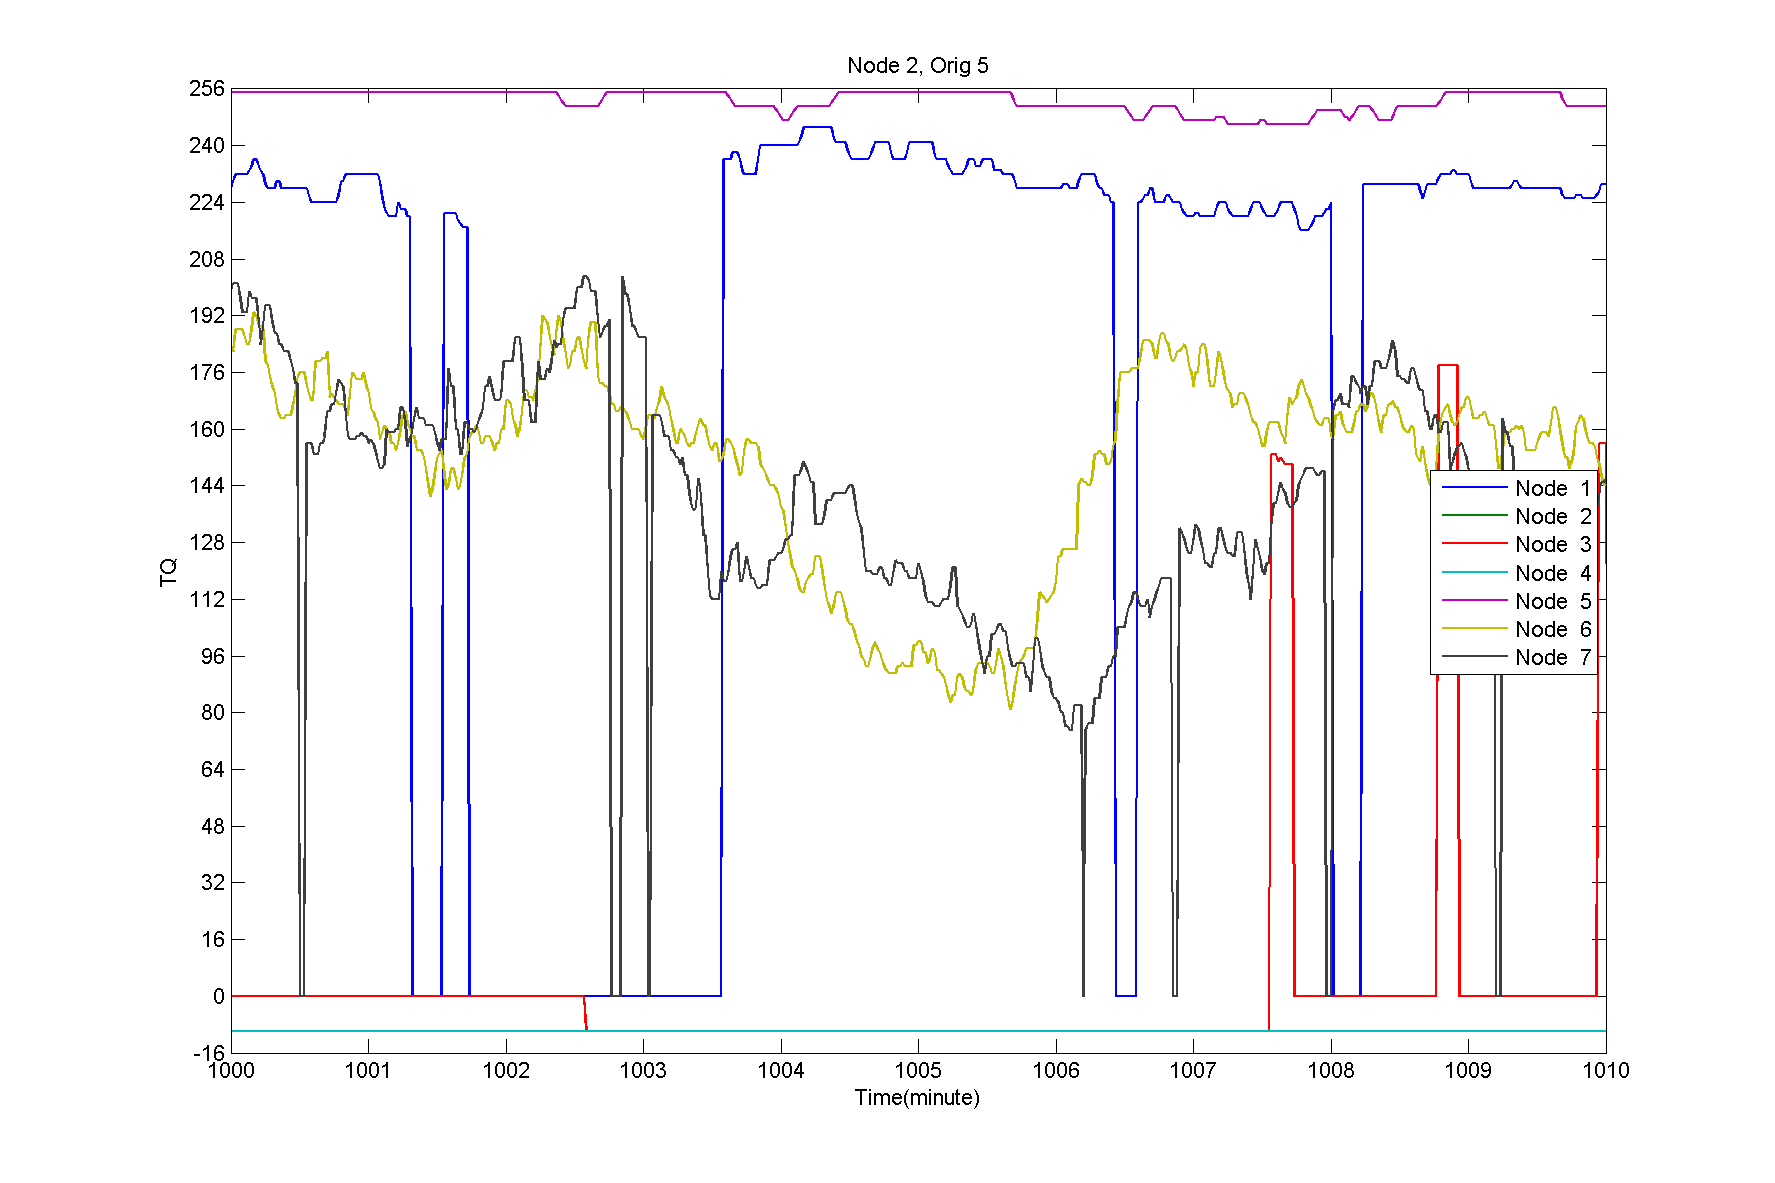 Node 2, Orig 5
256
240
224
208
192
176
160
144
128
112
96
80
64
48
32
16
0
-16
TQ
Node 1
Node 2
Node 3
Node 4
Node 5
Node 6
Node 7
1000 1001 1002 1003 1004 1005 1006 1007 1008 1009 1010
Time(minute)